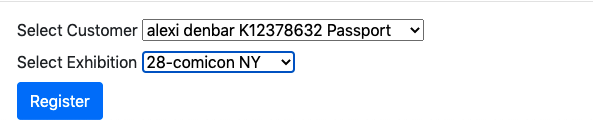 Select Customer alexi denbar K12378632 Passport
Select Exhibition 28-comicon NY
Register